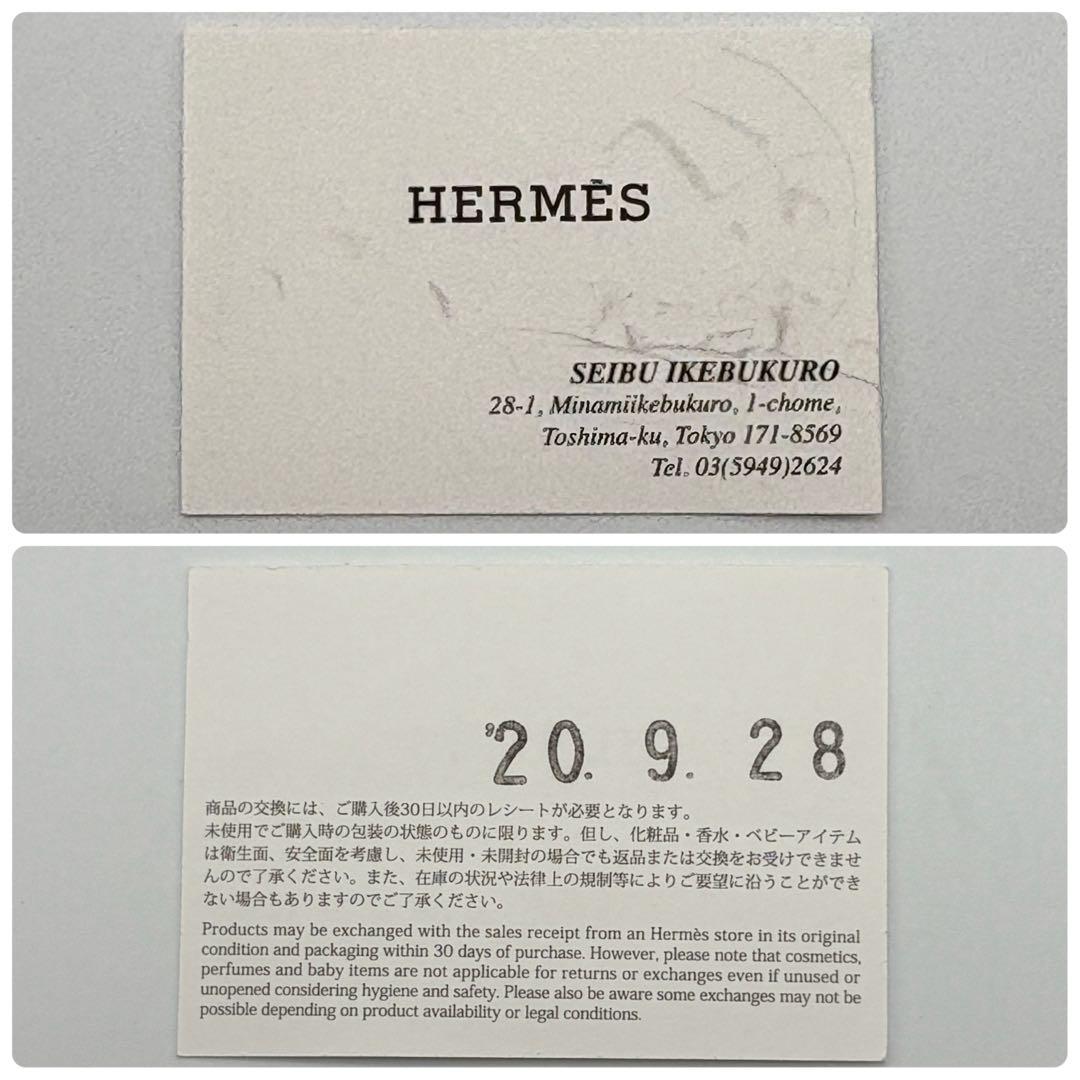 HERMÈS
SEIBU IKEBUKURO
28-1, Minamiikebukuro, 1-chome,
Toshima-ku, Tokyo 171-8569
Tel. 03(5949)2624
'20. 9. 28
商品の交換には、ご購入後30日以内のレシートが必要となります。
未使用でご購入時の包装の状態のものに限ります。但し、化粧品・香水・ベビーアイテム
は衛生面、安全面を考慮し、未使用・未開封の場合でも返品または交換をお受けできませ
んので了承ください。また、在庫の状況や法律上の規制等によりご要望に沿うことができ
ない場合もありますのでご了承ください。
Products may be exchanged with the sales receipt from an Hermès store in its original
condition and packaging within 30 days of purchase. However, please note that cosmetics,
perfumes and baby items are not applicable for returns or exchanges even if unused or
unopened considering hygiene and safety. Please also be aware some exchanges may not be
possible depending on product availability or legal conditions.